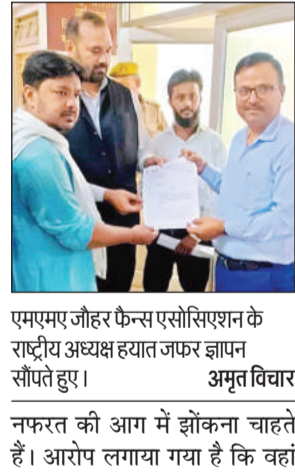 एमएमए जौहर फैन्स एसोसिएशन के
राष्ट्रीय अध्यक्ष हयात जफर ज्ञापन
सौंपते हुए। अमृत विचार
नफरत की आग में झोंकना चाहते
हैं। आरोप लगाया गया है कि वहां